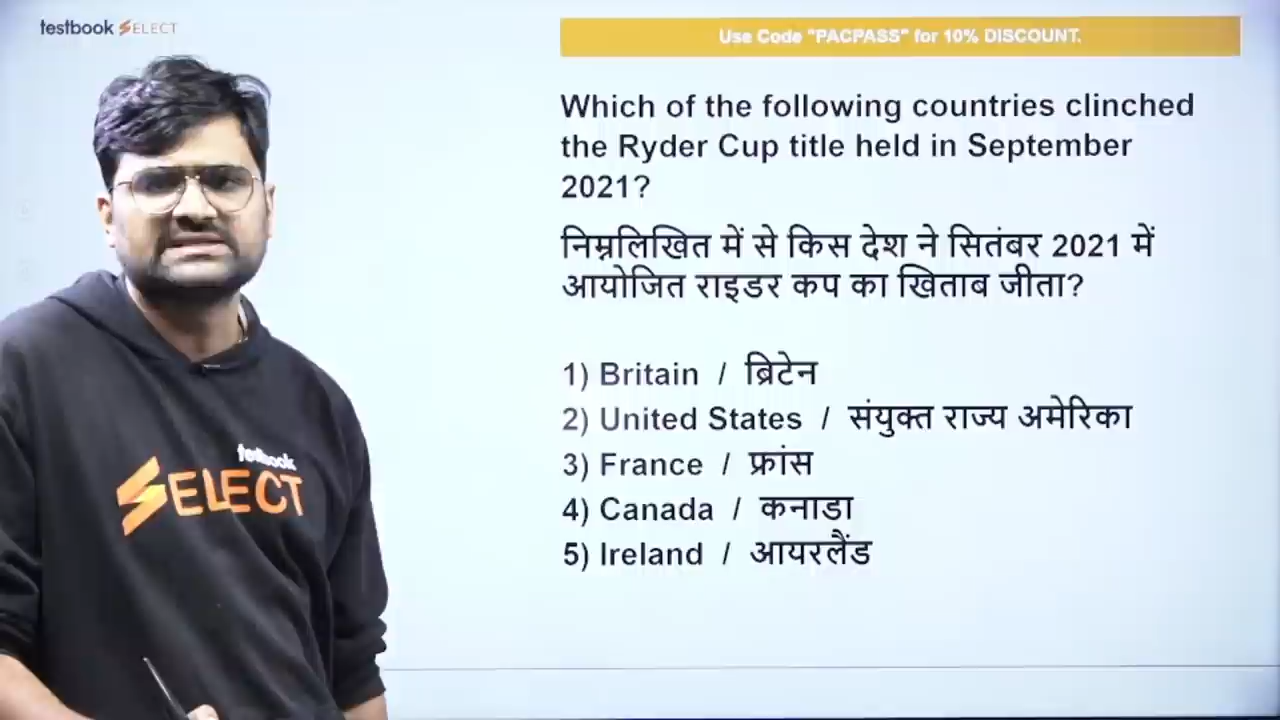 testbook SELECT
Use Code "PACPASS" for 10% DISCOUNT.
Which of the following countries clinched
the Ryder Cup title held in September
2021?
निम्नलिखित में से किस देश ने सितंबर 2021 में
आयोजित राइडर कप का खिताब जीता?
1) Britain / ब्रिटेन
2) United States / संयुक्त राज्य अमेरिका
3) France / फ्रांस
4) Canada / कनाडा
5) Ireland / आयरलैंड
testbook
SELECT